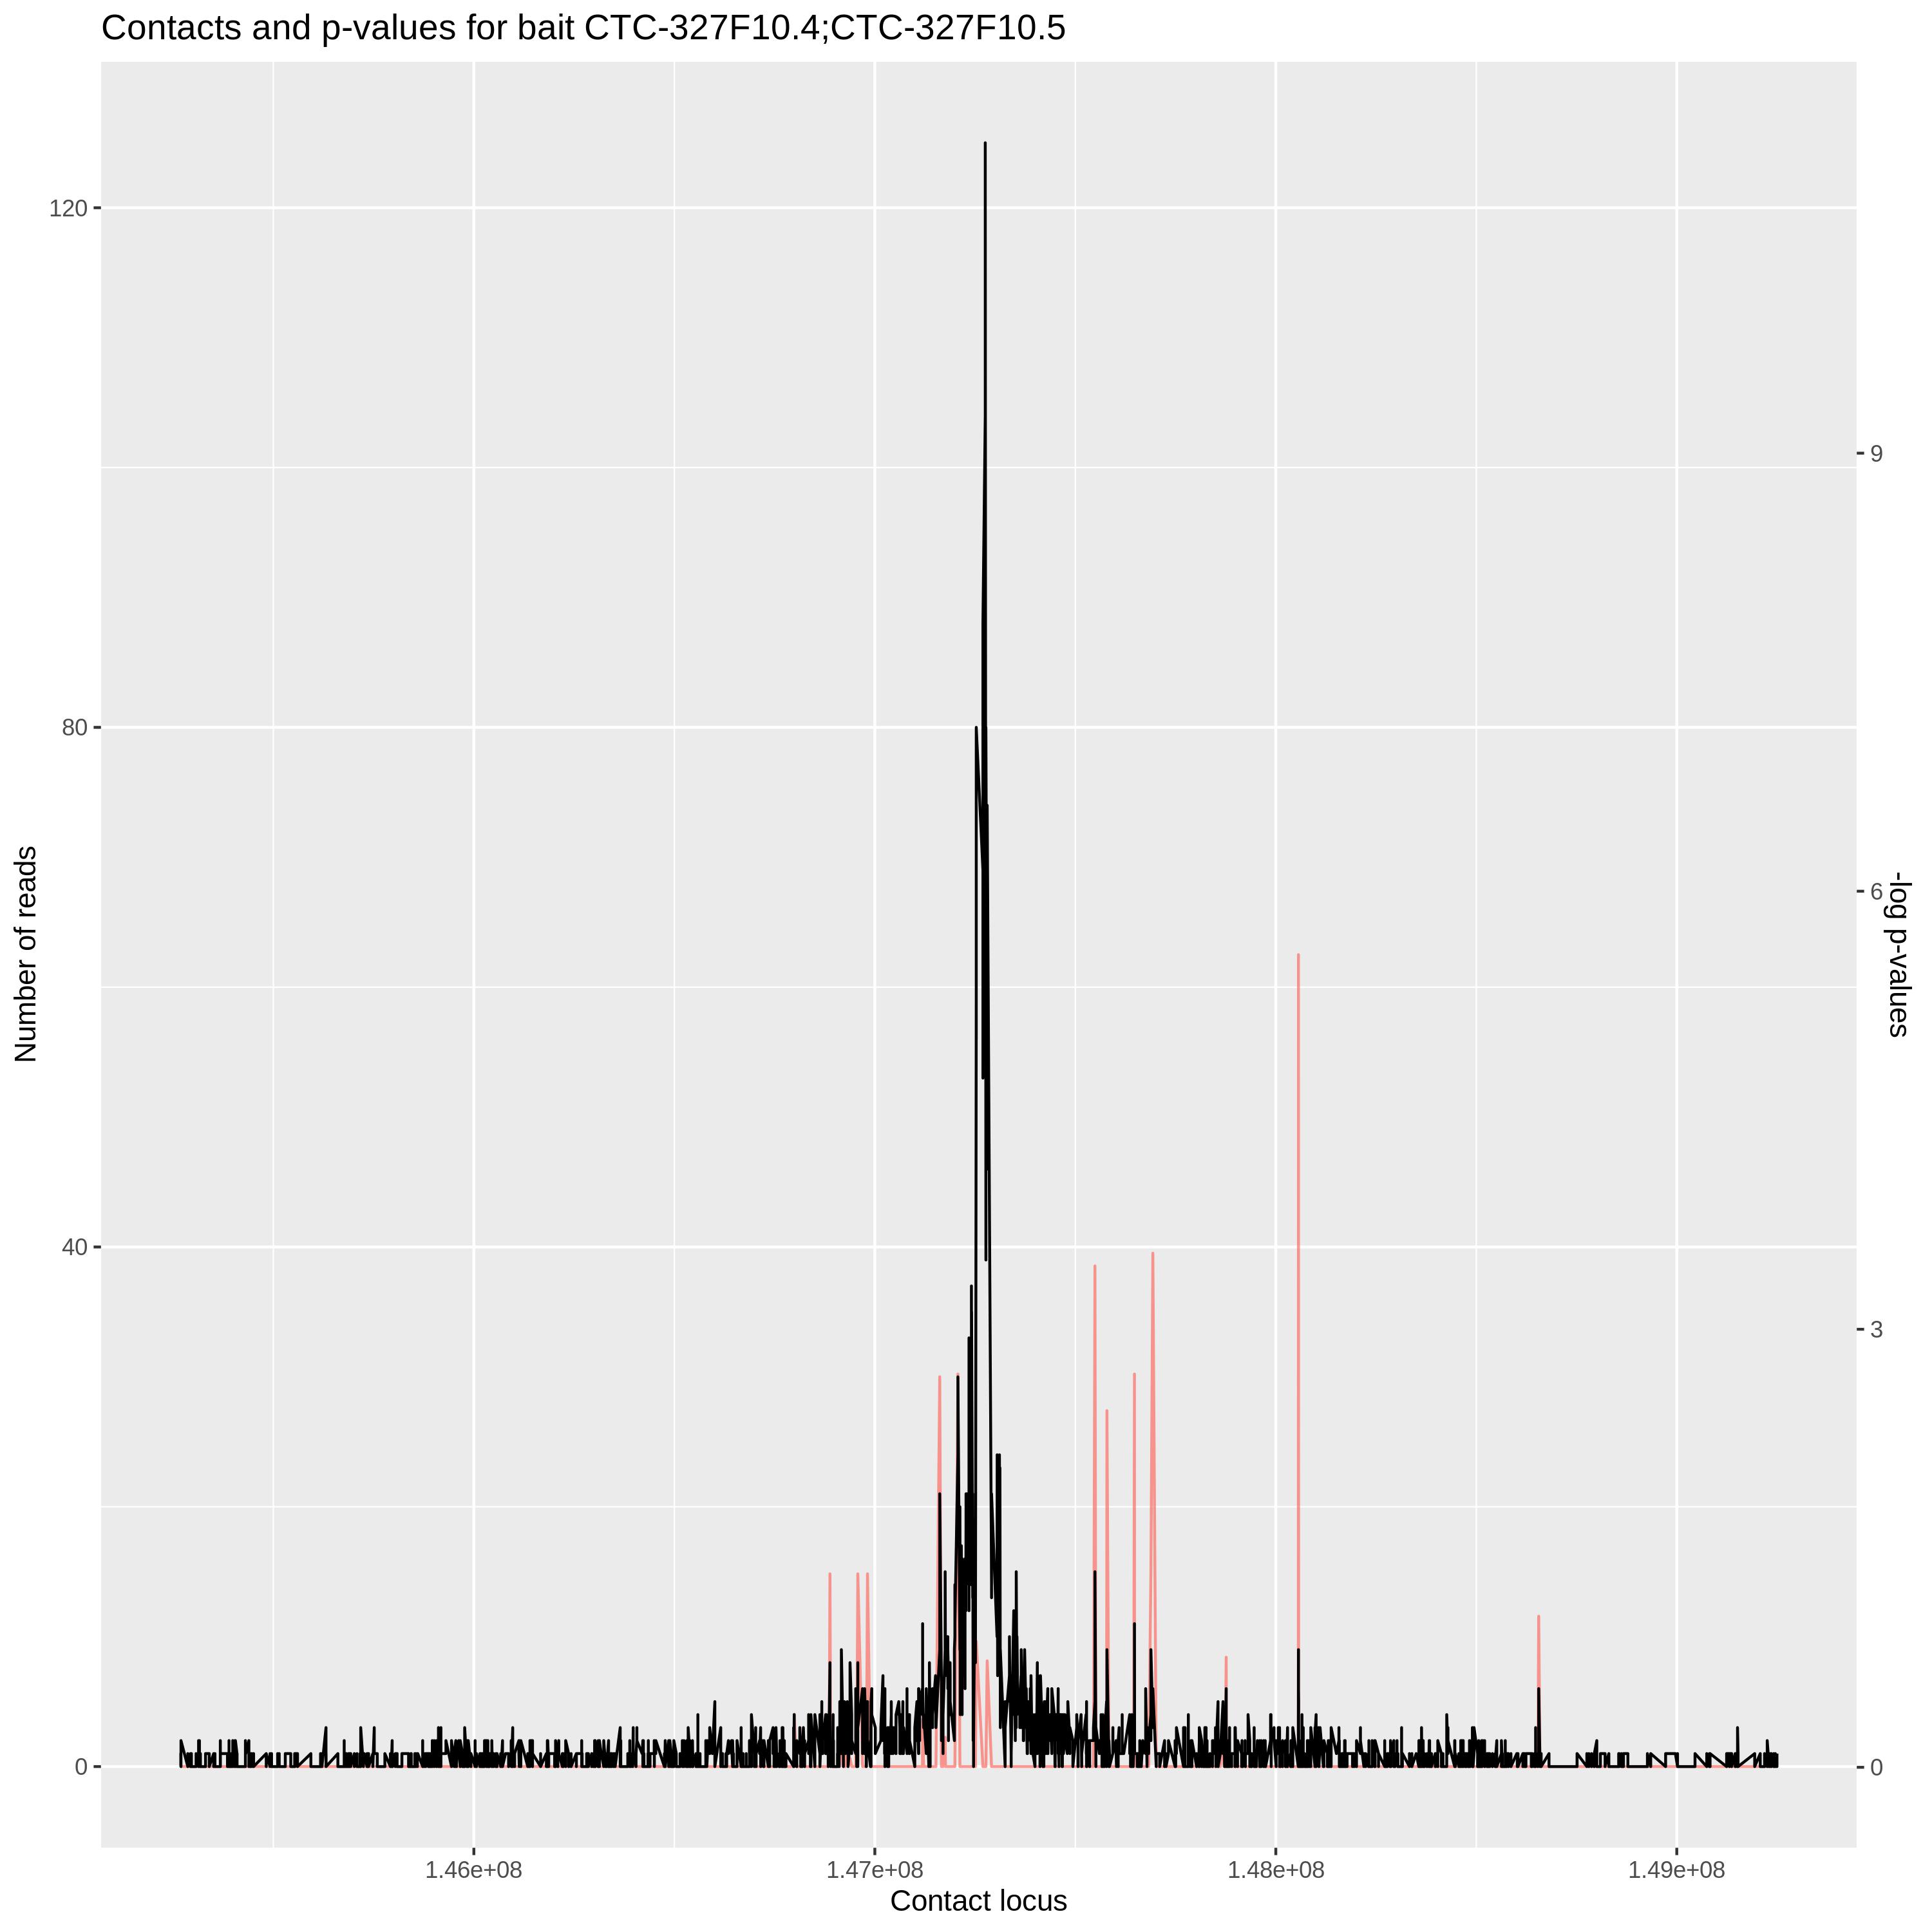 Contacts and p-values for bait CTC-327F10.4;CTC-327F10.5
120
80
40
0
Number of reads
9
6
3
0
-log p-values
1.46e+08
1.47e+08
1.48e+08
1.49e+08
Contact locus